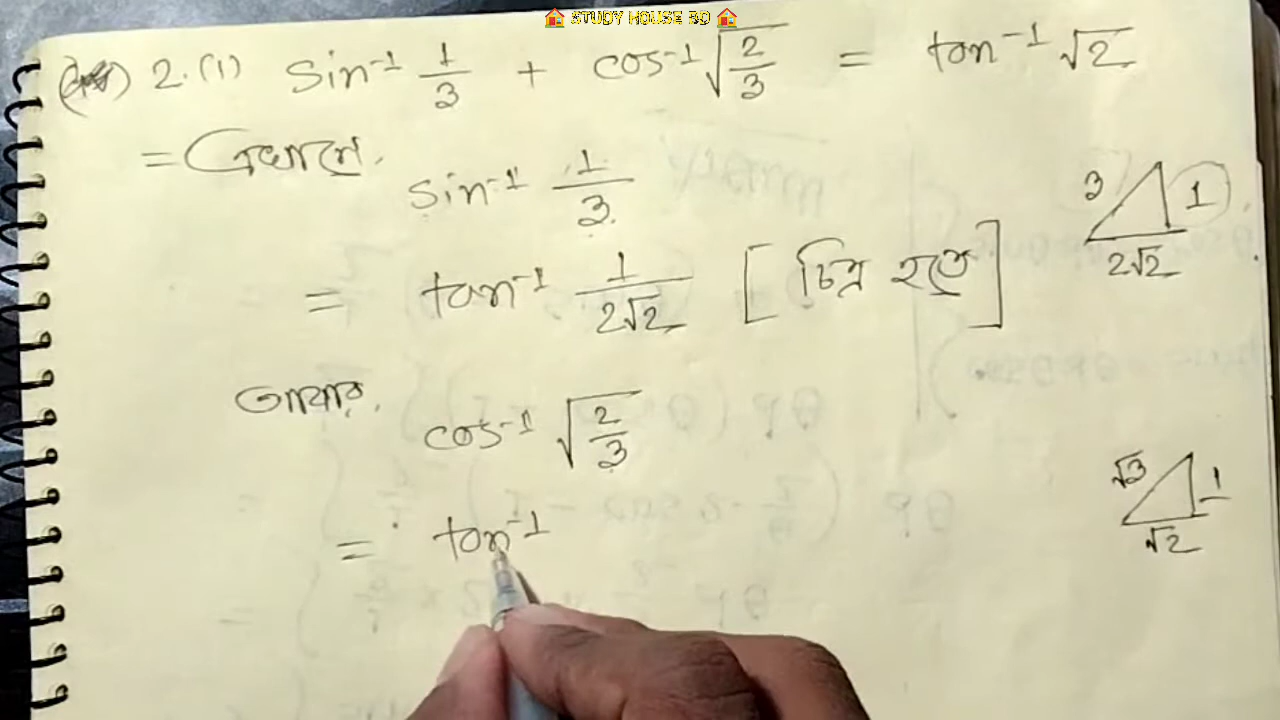 🏠 STUDY HOUSE BD 🏠
2.(1) sin⁻¹ 1/3 + cos⁻¹ √(2/3) = tan⁻¹ √2
= এখানে,
sin⁻¹ 1/3
3 1
2√2
= tan⁻¹ 1/(2√2) [চিত্র হতে]
আবার,
cos⁻¹ √(2/3)
√3 1
√2
= tan⁻¹